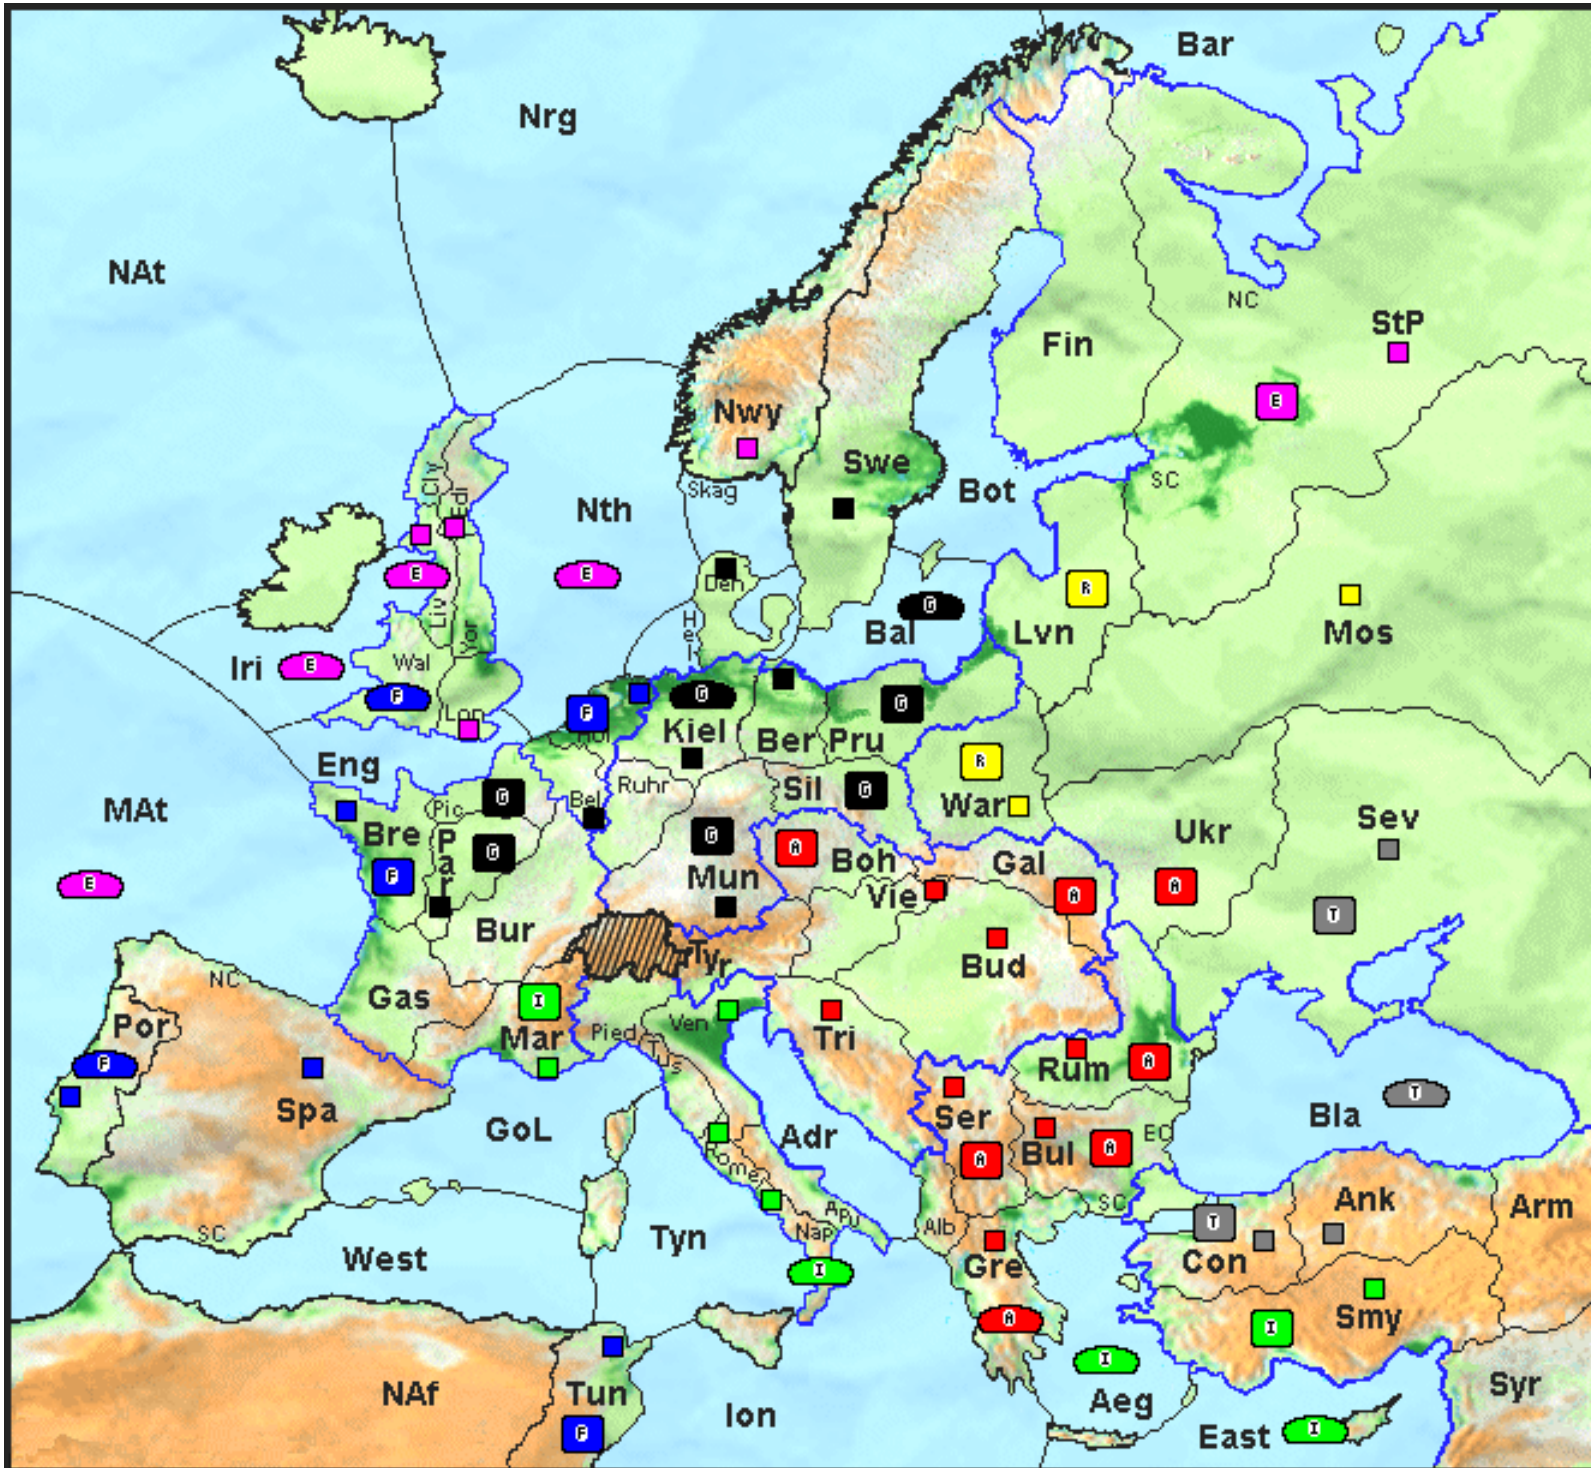 Bar
Nrg
NAt
NC
StP
Fin
E
Nwy
Swe
SC
Cly
Edi
Skag
Bot
Nth
E
E
Den
G
R
Bal
Lvn
Mos
Liv
Yor
Hel
Iri
E
Wal
F
Lon
F
Hol
G
Kiel
Ber
Pru
G
Eng
Ruhr
Sil
G
R
War
MAt
Pic
G
Bel
Bre
Par
G
G
A
Boh
Gal
Ukr
Sev
E
F
Mun
Vie
A
A
T
Bur
Tyr
Bud
NC
Gas
I
Mar
Por
F
Pied
Ven
Tus
Tri
Rum
A
Spa
GoL
Adr
Ser
Bla
T
Rome
A
Bul
A
EC
SC
West
Tyn
Apu
Nap
Alb
SC
Ank
Arm
T
Con
I
Gre
A
I
Smy
NAf
Tun
F
Ion
I
Aeg
East
I
Syr